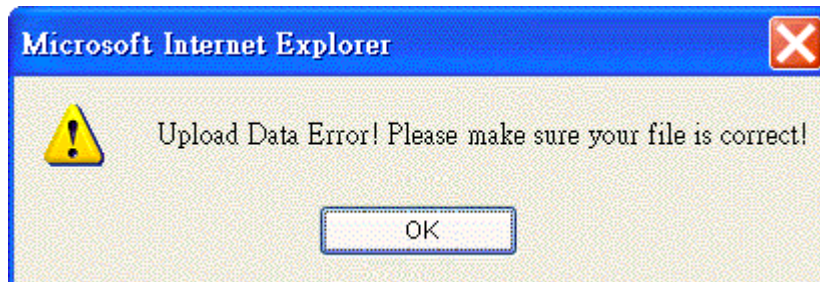 Microsoft Internet Explorer
Upload Data Error! Please make sure your file is correct!
OK